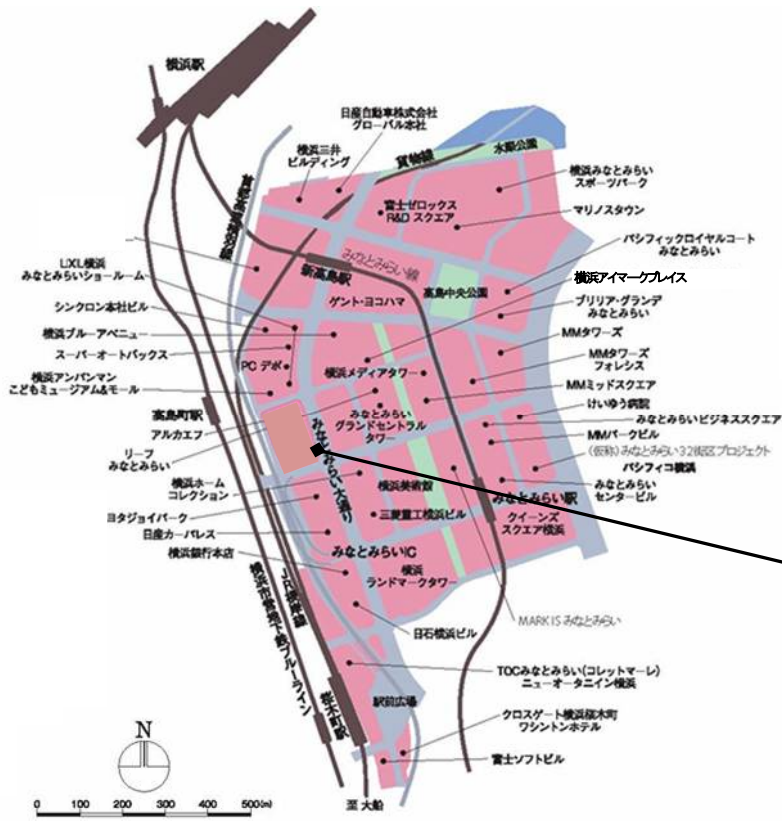 横浜駅
日産自動車株式会社
グローバル本社
横浜三井
ビルディング
貨物線
水際公園
横浜みなとみらい
スポーツパーク
富士ゼロックス
R&D スクエア
マリノスタウン
パシフィックロイヤルコート
みなとみらい
LIXIL横浜
みなとみらいショールーム
みなとみらい線
新高島駅
横浜アイマークプレイス
ゲント・ヨコハマ
高島中央公園
ブリリア・グランデ
みなとみらい
シンクロン本社ビル
横浜ブルーアベニュー
スーパーオートバックス
PC デポ
横浜メディアタワー
MMタワーズ
MMタワーズ
フォレシス
横浜アンパンマン
こどもミュージアム&モール
MMミッドスクエア
けいゆう病院
高島町駅
みなとみらい
グランドセントラル
タワー
みなとみらいビジネススクエア
アルカエフ
MMパークビル
リーフ
みなとみらい
みなとみらい大通り
(仮称)みなとみらい32街区プロジェクト
パシフィコ横浜
横浜ホーム
コレクション
横浜美術館
みなとみらい駅
みなとみらい
センタービル
ヨタジョイパーク
三菱重工横浜ビル
クイーンズ
スクエア横浜
日産カーパレス
みなとみらいIC
横浜銀行本店
横浜
ランドマークタワー
JR根岸線
横浜市営地下鉄ブルーライン
MARK IS みなとみらい
日石横浜ビル
TOCみなとみらい(コレットマーレ)
ニューオータニイン横浜
桜木町駅
駅前広場
クロスゲート横浜桜木町
ワシントンホテル
富士ソフトビル
N
0 100 200 300 400 500(m)
至 大船